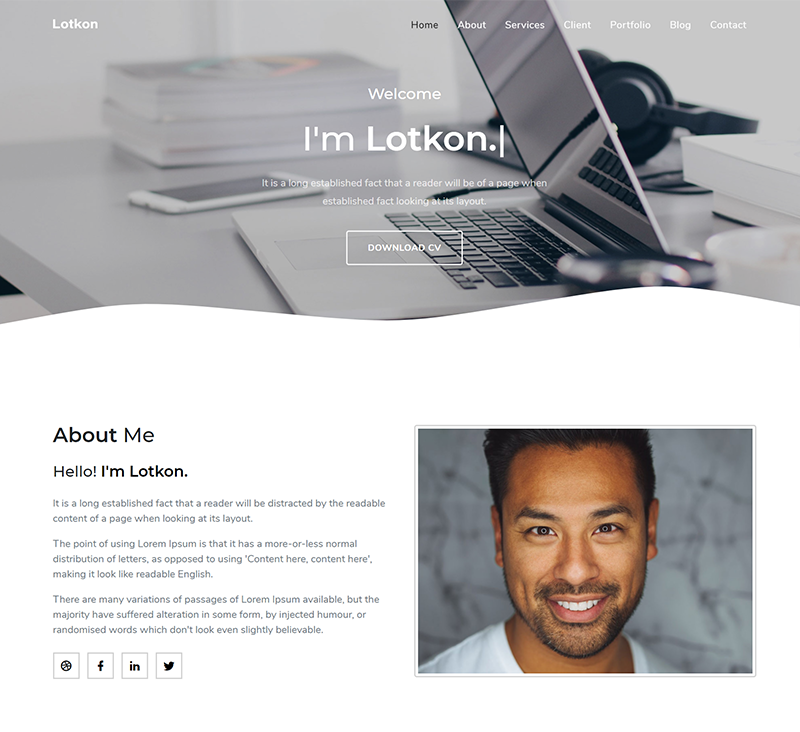 Lotkon
Home About Services Client Portfolio Blog Contact
Welcome
I'm Lotkon.|
It is a long established fact that a reader will be of a page when
established fact looking at its layout.
DOWNLOAD CV
About Me
Hello! I'm Lotkon.
It is a long established fact that a reader will be distracted by the readable
content of a page when looking at its layout.
The point of using Lorem Ipsum is that it has a more-or-less normal
distribution of letters, as opposed to using 'Content here, content here',
making it look like readable English.
There are many variations of passages of Lorem Ipsum available, but the
majority have suffered alteration in some form, by injected humour, or
randomised words which don't look even slightly believable.